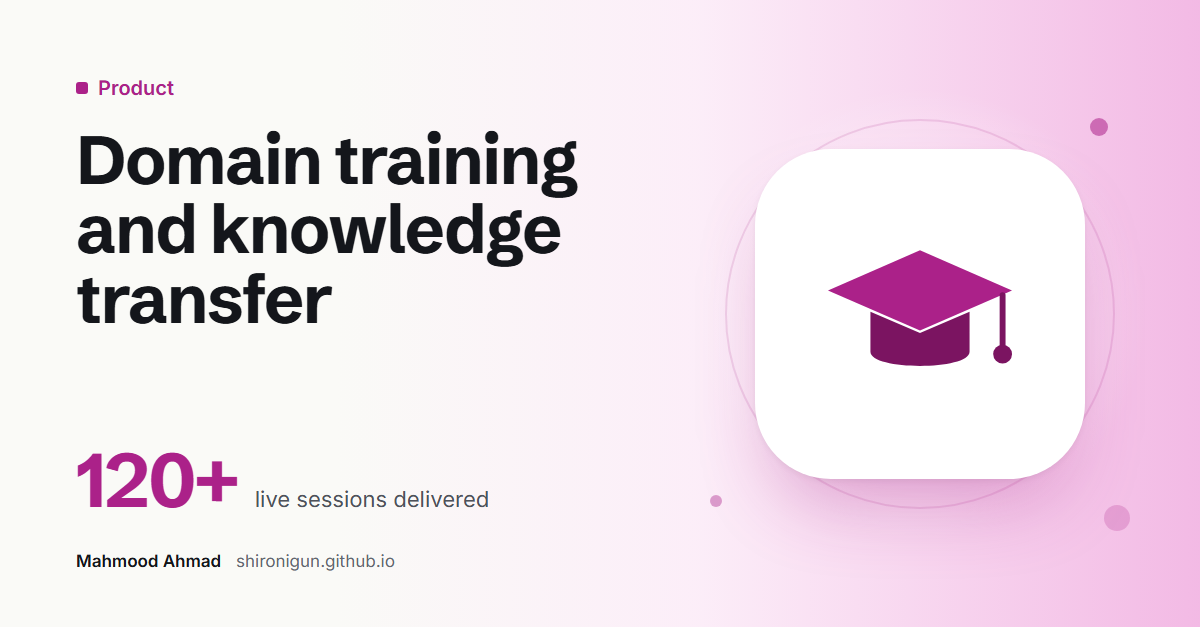 Product
Domain training
and knowledge
transfer
120+ live sessions delivered
Mahmood Ahmad shironigun.github.io